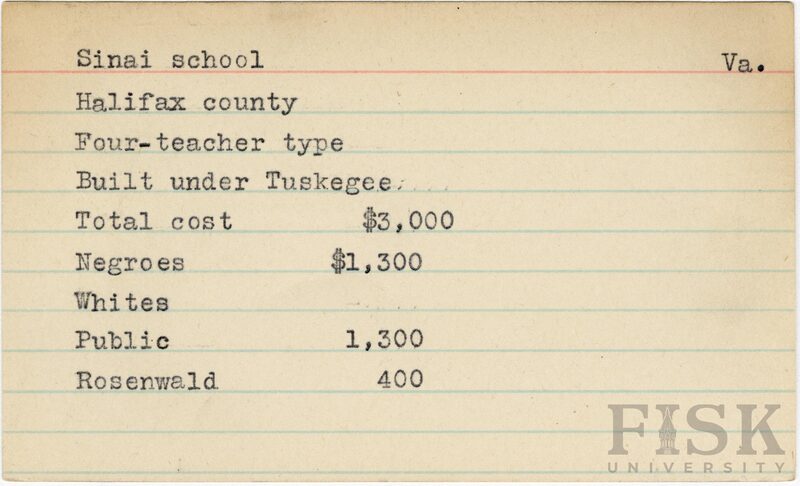 Sinai school Va.
Halifax county
Four-teacher type
Built under Tuskegee
Total cost $3,000
Negroes $1,300
Whites
Public 1,300
Rosenwald 400
FISK
UNIVERSITY